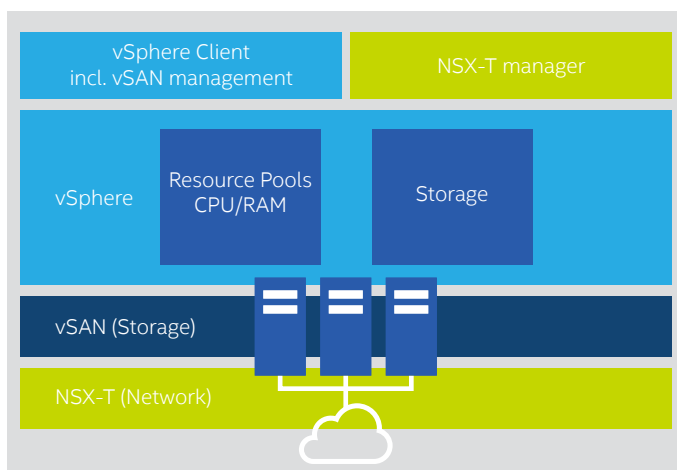 vSphere Client
incl. vSAN management
NSX-T manager
vSphere
Resource Pools
CPU/RAM
Storage
vSAN (Storage)
NSX-T (Network)